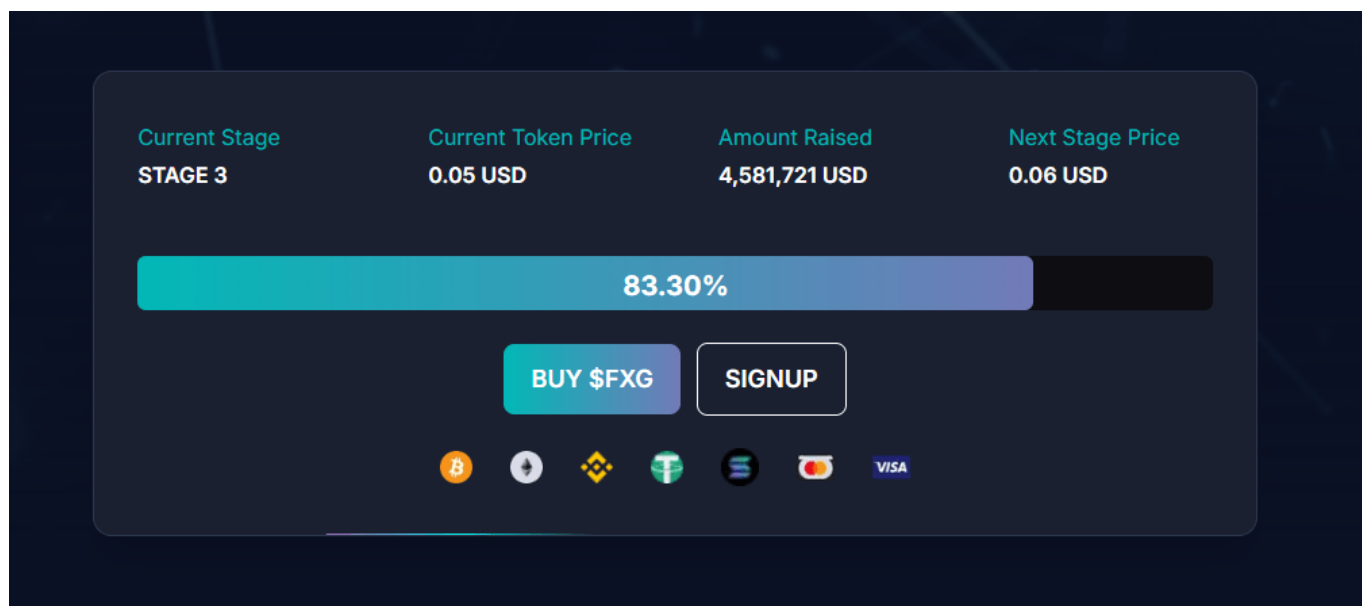 Current Stage
STAGE 3
Current Token Price
0.05 USD
Amount Raised
4,581,721 USD
Next Stage Price
0.06 USD
83.30%
BUY $FXG
SIGNUP
VISA